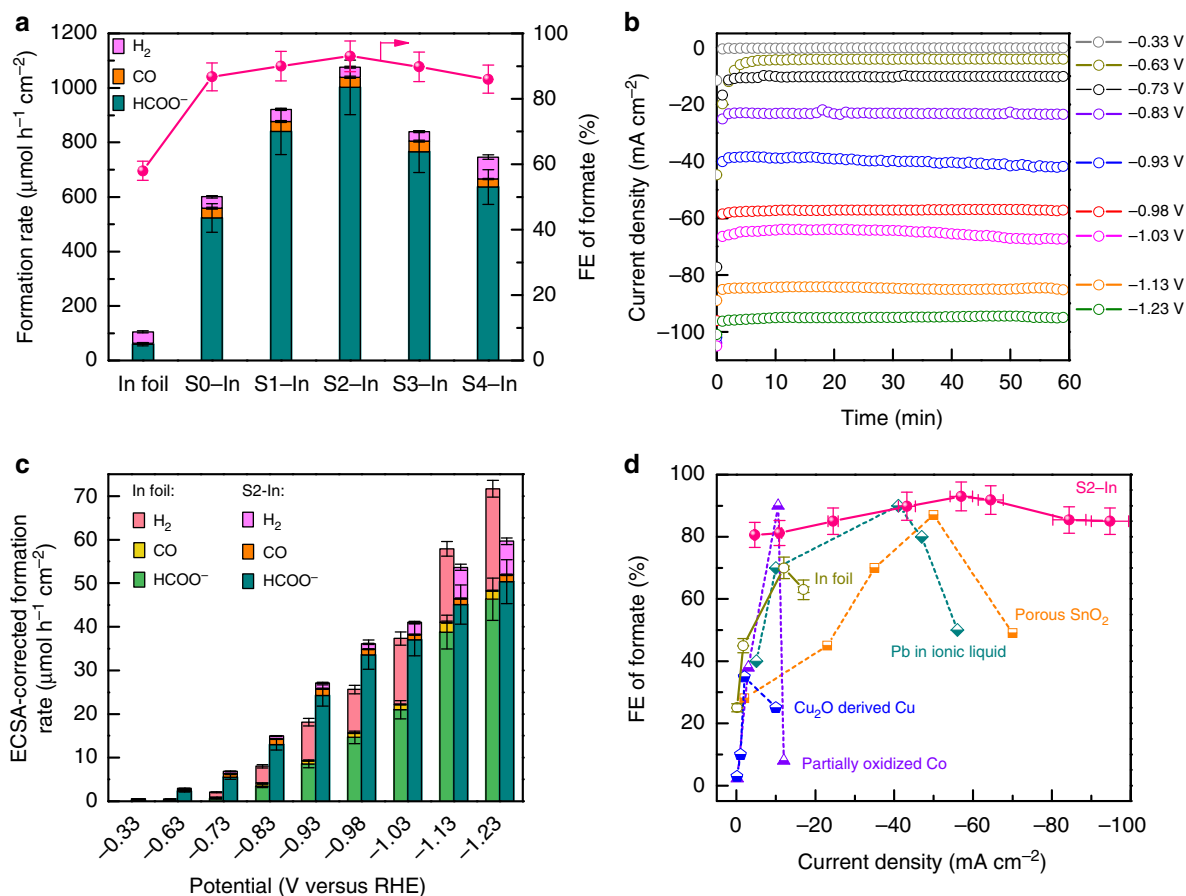 a
1200
1000
800
600
400
200
0
Formation rate (μmol h⁻¹ cm⁻²)
H₂
CO
HCOO⁻
100
80
60
40
20
0
FE of formate (%)
In foil
S0–In
S1–In
S2–In
S3–In
S4–In
b
0
−20
−40
−60
−80
−100
Current density (mA cm⁻²)
0
10
20
30
40
50
60
Time (min)
−0.33 V
−0.63 V
−0.73 V
−0.83 V
−0.93 V
−0.98 V
−1.03 V
−1.13 V
−1.23 V
c
70
60
50
40
30
20
10
0
ECSA-corrected formation
rate (μmol h⁻¹ cm⁻²)
In foil:
H₂
CO
HCOO⁻
S2-In:
H₂
CO
HCOO⁻
−0.33
−0.63
−0.73
−0.83
−0.93
−0.98
−1.03
−1.13
−1.23
Potential (V versus RHE)
d
100
80
60
40
20
0
FE of formate (%)
S2–In
In foil
Porous SnO₂
Pb in ionic liquid
Cu₂O derived Cu
Partially oxidized Co
0
−20
−40
−60
−80
−100
Current density (mA cm⁻²)